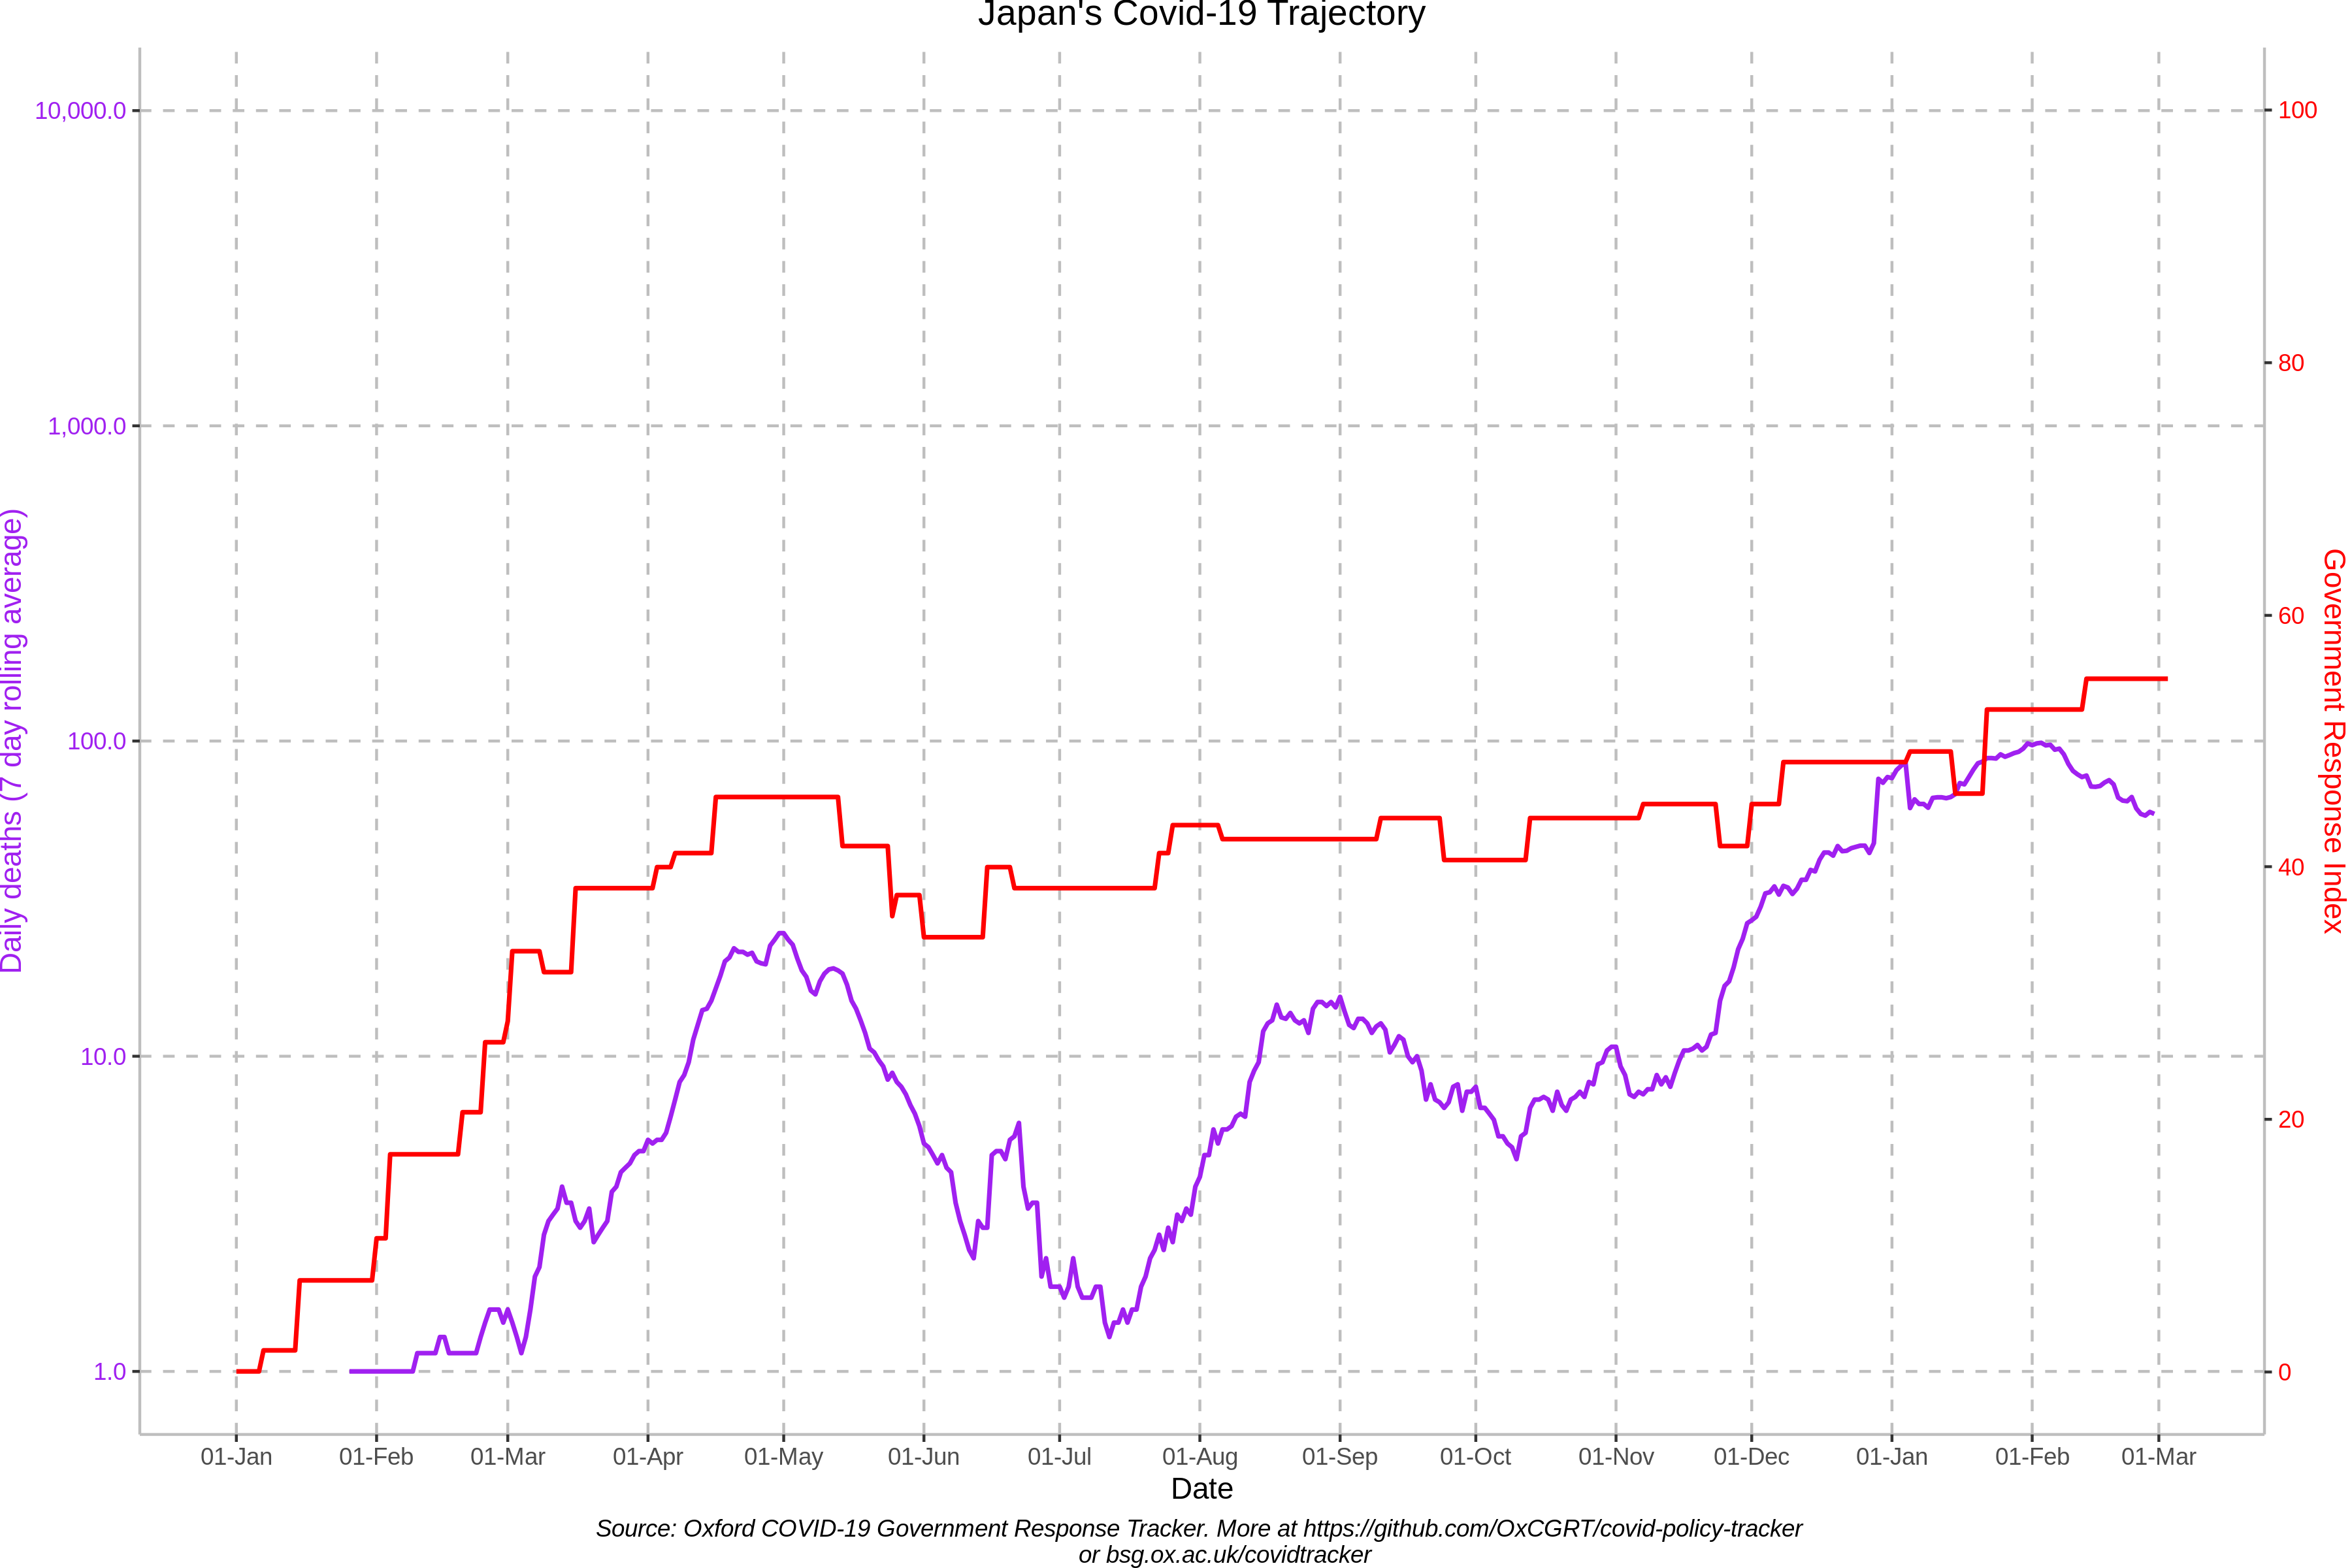 Japan's Covid-19 Trajectory
10,000.0
1,000.0
100.0
10.0
1.0
Daily deaths (7 day rolling average)
100
80
60
40
20
0
Government Response Index
01-Jan 01-Feb 01-Mar 01-Apr 01-May 01-Jun 01-Jul 01-Aug 01-Sep 01-Oct 01-Nov 01-Dec 01-Jan 01-Feb 01-Mar
Date
Source: Oxford COVID-19 Government Response Tracker. More at https://github.com/OxCGRT/covid-policy-tracker
or bsg.ox.ac.uk/covidtracker